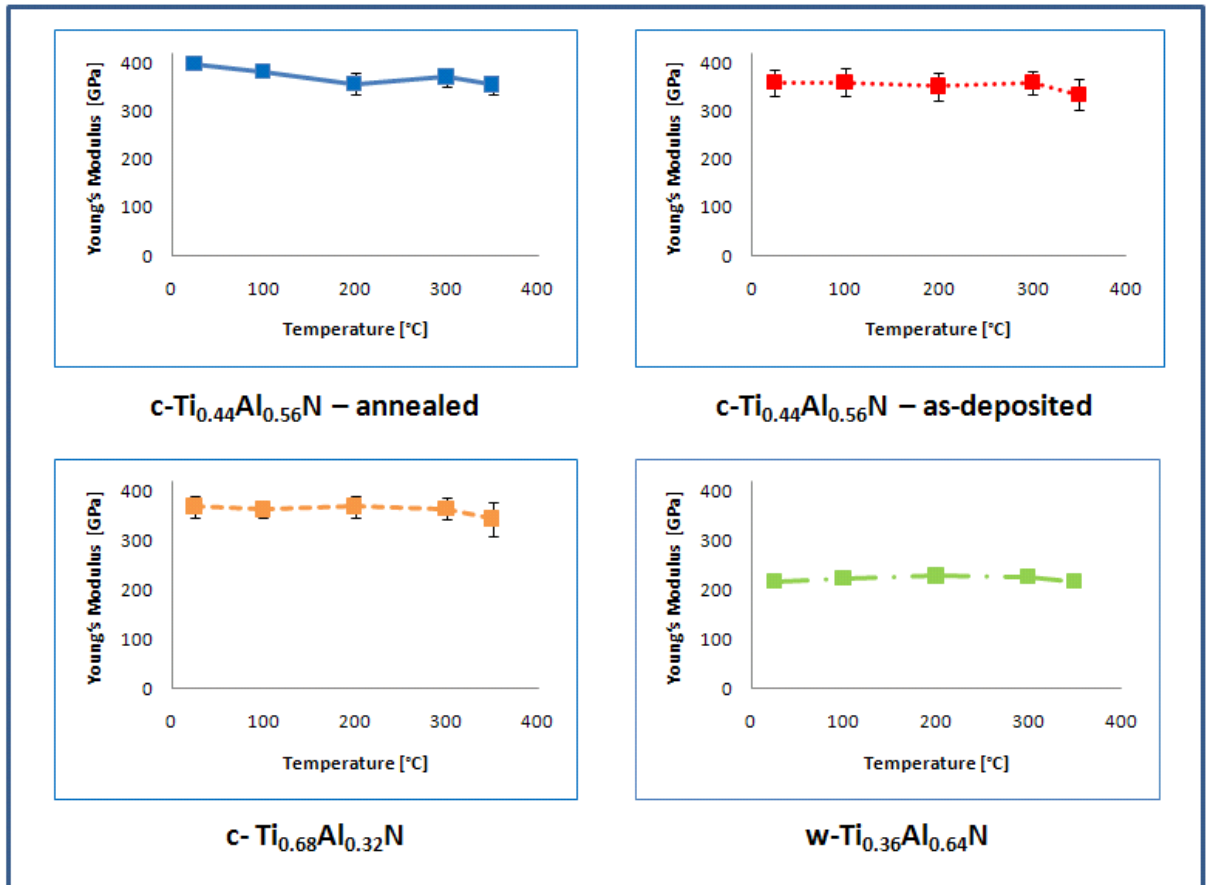 400
300
200
100
0
Young's Modulus [GPa]
0 100 200 300 400
Temperature [°C]
c-Ti0.44Al0.56N – annealed
400
300
200
100
0
Young's Modulus [GPa]
0 100 200 300 400
Temperature [°C]
c-Ti0.44Al0.56N – as-deposited
400
300
200
100
0
Young's Modulus [GPa]
0 100 200 300 400
Temperature [°C]
c- Ti0.68Al0.32N
400
300
200
100
0
Young's Modulus [GPa]
0 100 200 300 400
Temperature [°C]
w-Ti0.36Al0.64N